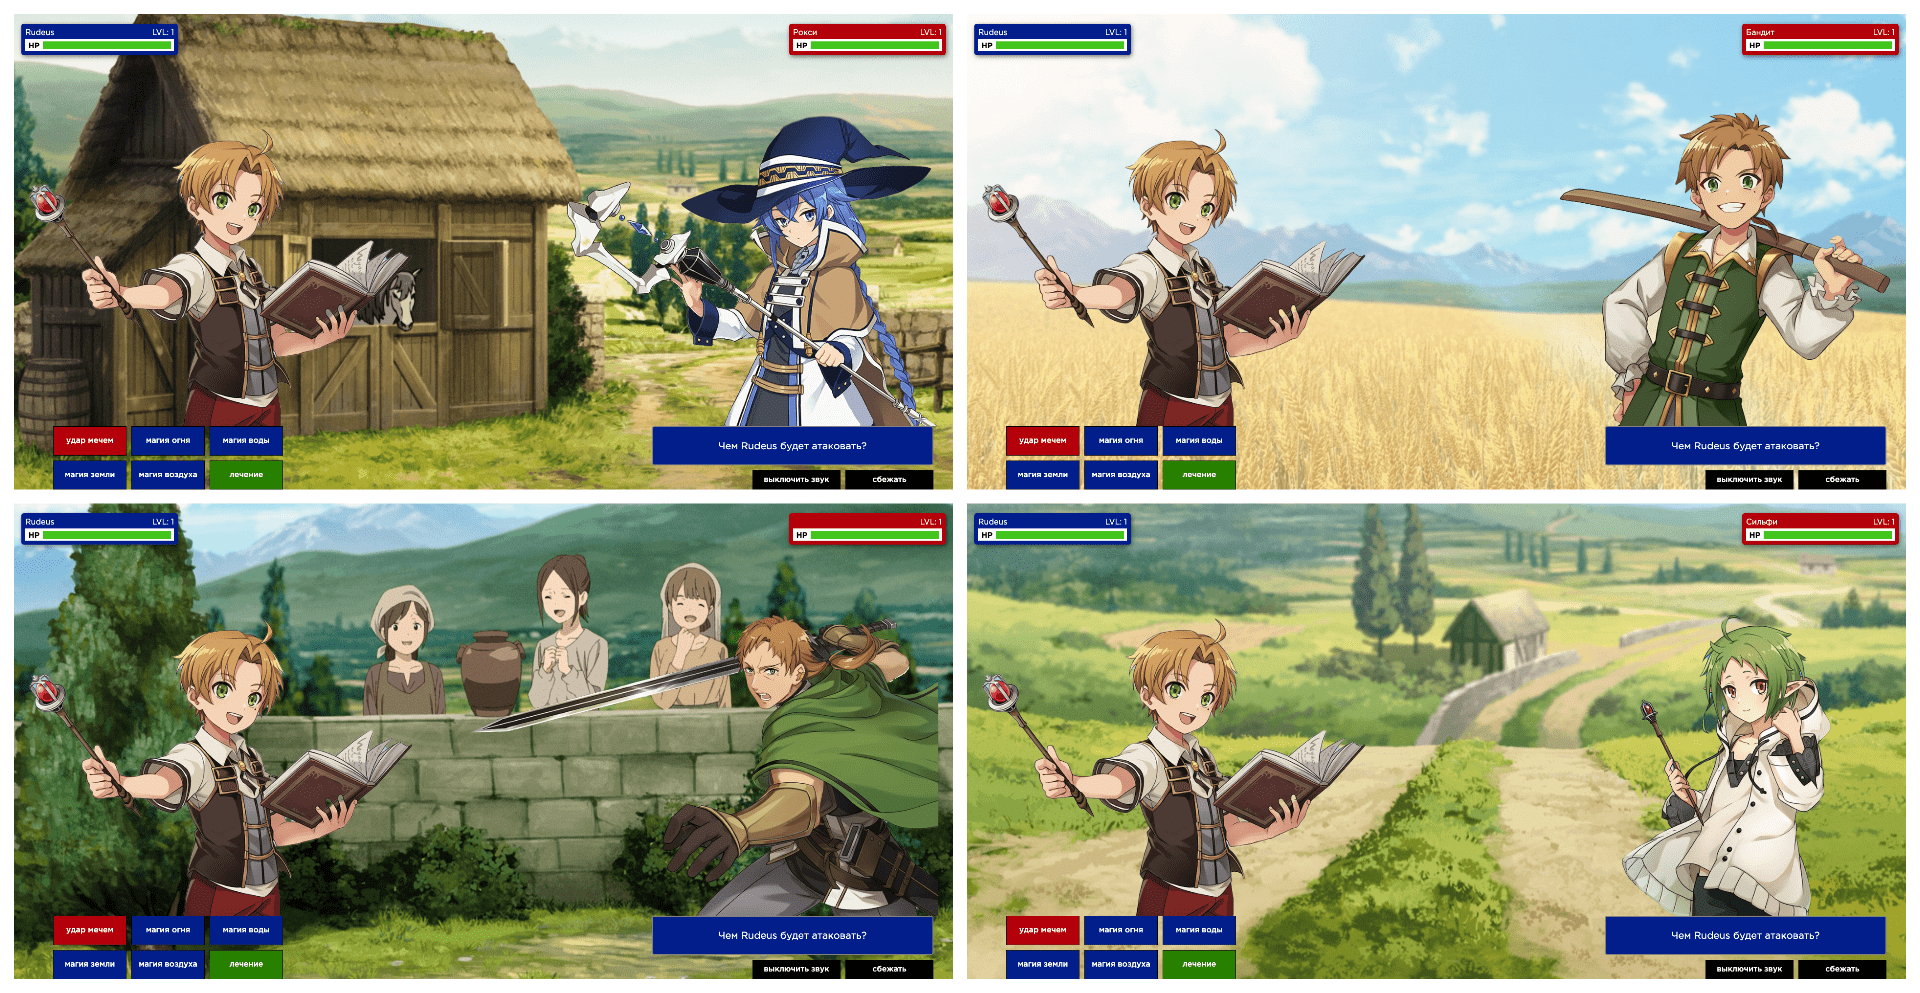 Rudeus LVL: 1
HP
Рокси LVL: 1
HP
удар мечем
магия огня
магия воды
магия земли
магия воздуха
лечение
Чем Rudeus будет атаковать?
выключить звук
сбежать
Rudeus LVL: 1
HP
Бандит LVL: 1
HP
удар мечем
магия огня
магия воды
магия земли
магия воздуха
лечение
Чем Rudeus будет атаковать?
выключить звук
сбежать
Rudeus LVL: 1
HP
LVL: 1
HP
удар мечем
магия огня
магия воды
магия земли
магия воздуха
лечение
Чем Rudeus будет атаковать?
выключить звук
сбежать
Rudeus LVL: 1
HP
Сильфи LVL: 1
HP
удар мечем
магия огня
магия воды
магия земли
магия воздуха
лечение
Чем Rudeus будет атаковать?
выключить звук
сбежать